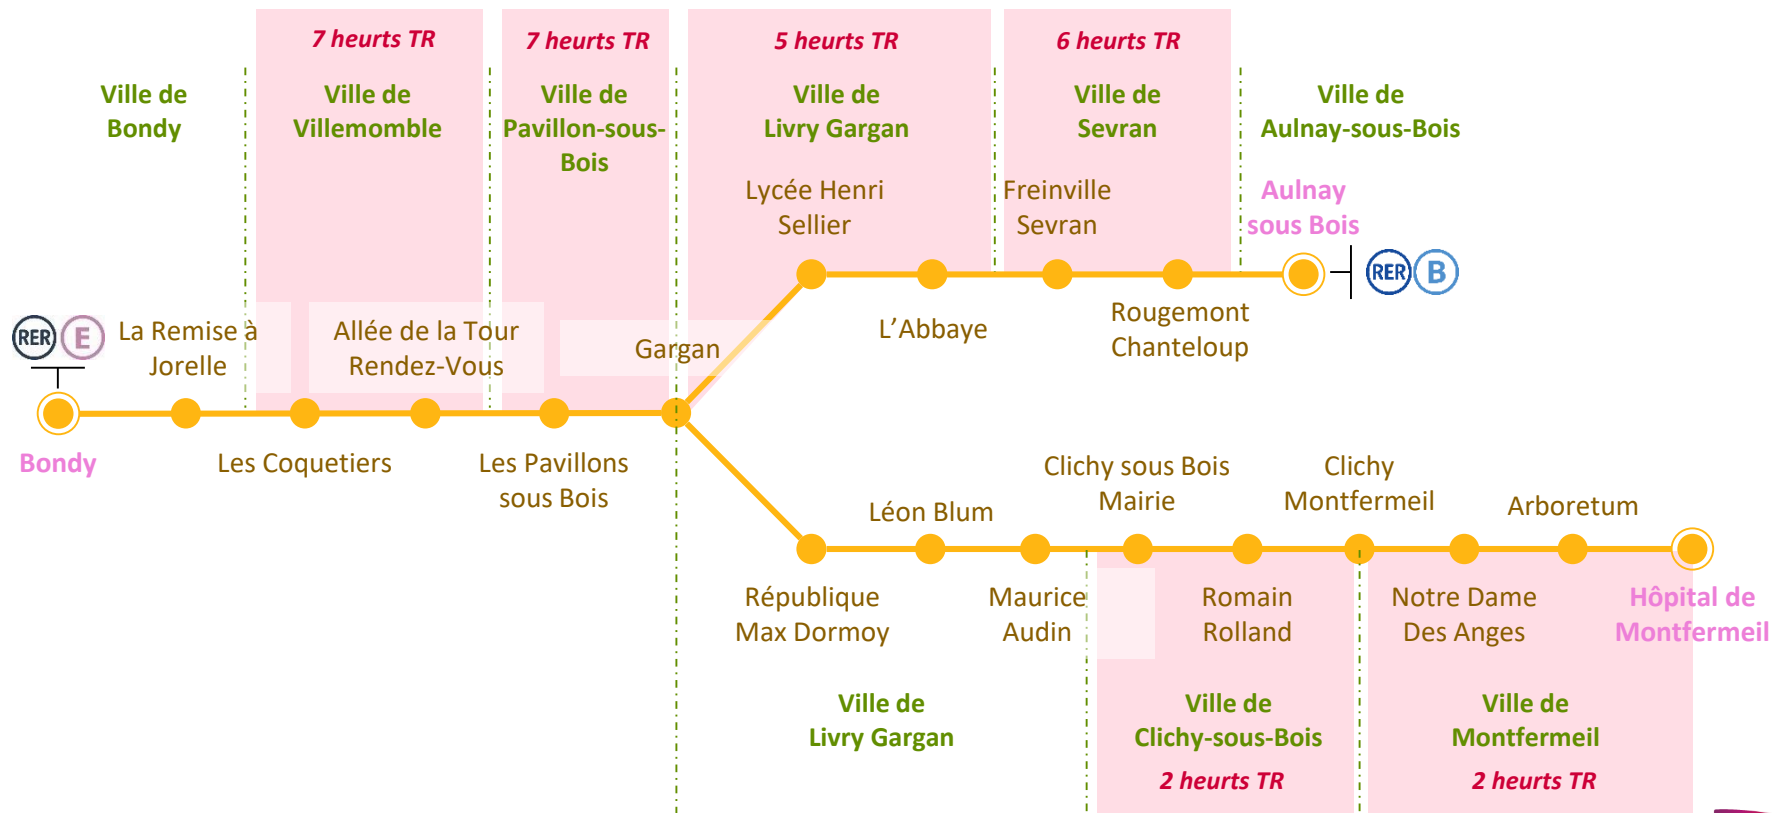 7 heurts TR
7 heurts TR
5 heurts TR
6 heurts TR
Ville de
Bondy
Ville de
Villemomble
Ville de
Pavillon-sous-
Bois
Ville de
Livry Gargan
Ville de
Sevran
Ville de
Aulnay-sous-Bois
Lycée Henri
Sellier
Freinville
Sevran
Aulnay
sous Bois
RER B
RER E
La Remise à
Jorelle
Allée de la Tour
Rendez-Vous
Gargan
L'Abbaye
Rougemont
Chanteloup
Bondy
Les Coquetiers
Les Pavillons
sous Bois
Léon Blum
Clichy sous Bois
Mairie
Clichy
Montfermeil
Arboretum
République
Max Dormoy
Maurice
Audin
Romain
Rolland
Notre Dame
Des Anges
Hôpital de
Montfermeil
Ville de
Livry Gargan
Ville de
Clichy-sous-Bois
2 heurts TR
Ville de
Montfermeil
2 heurts TR